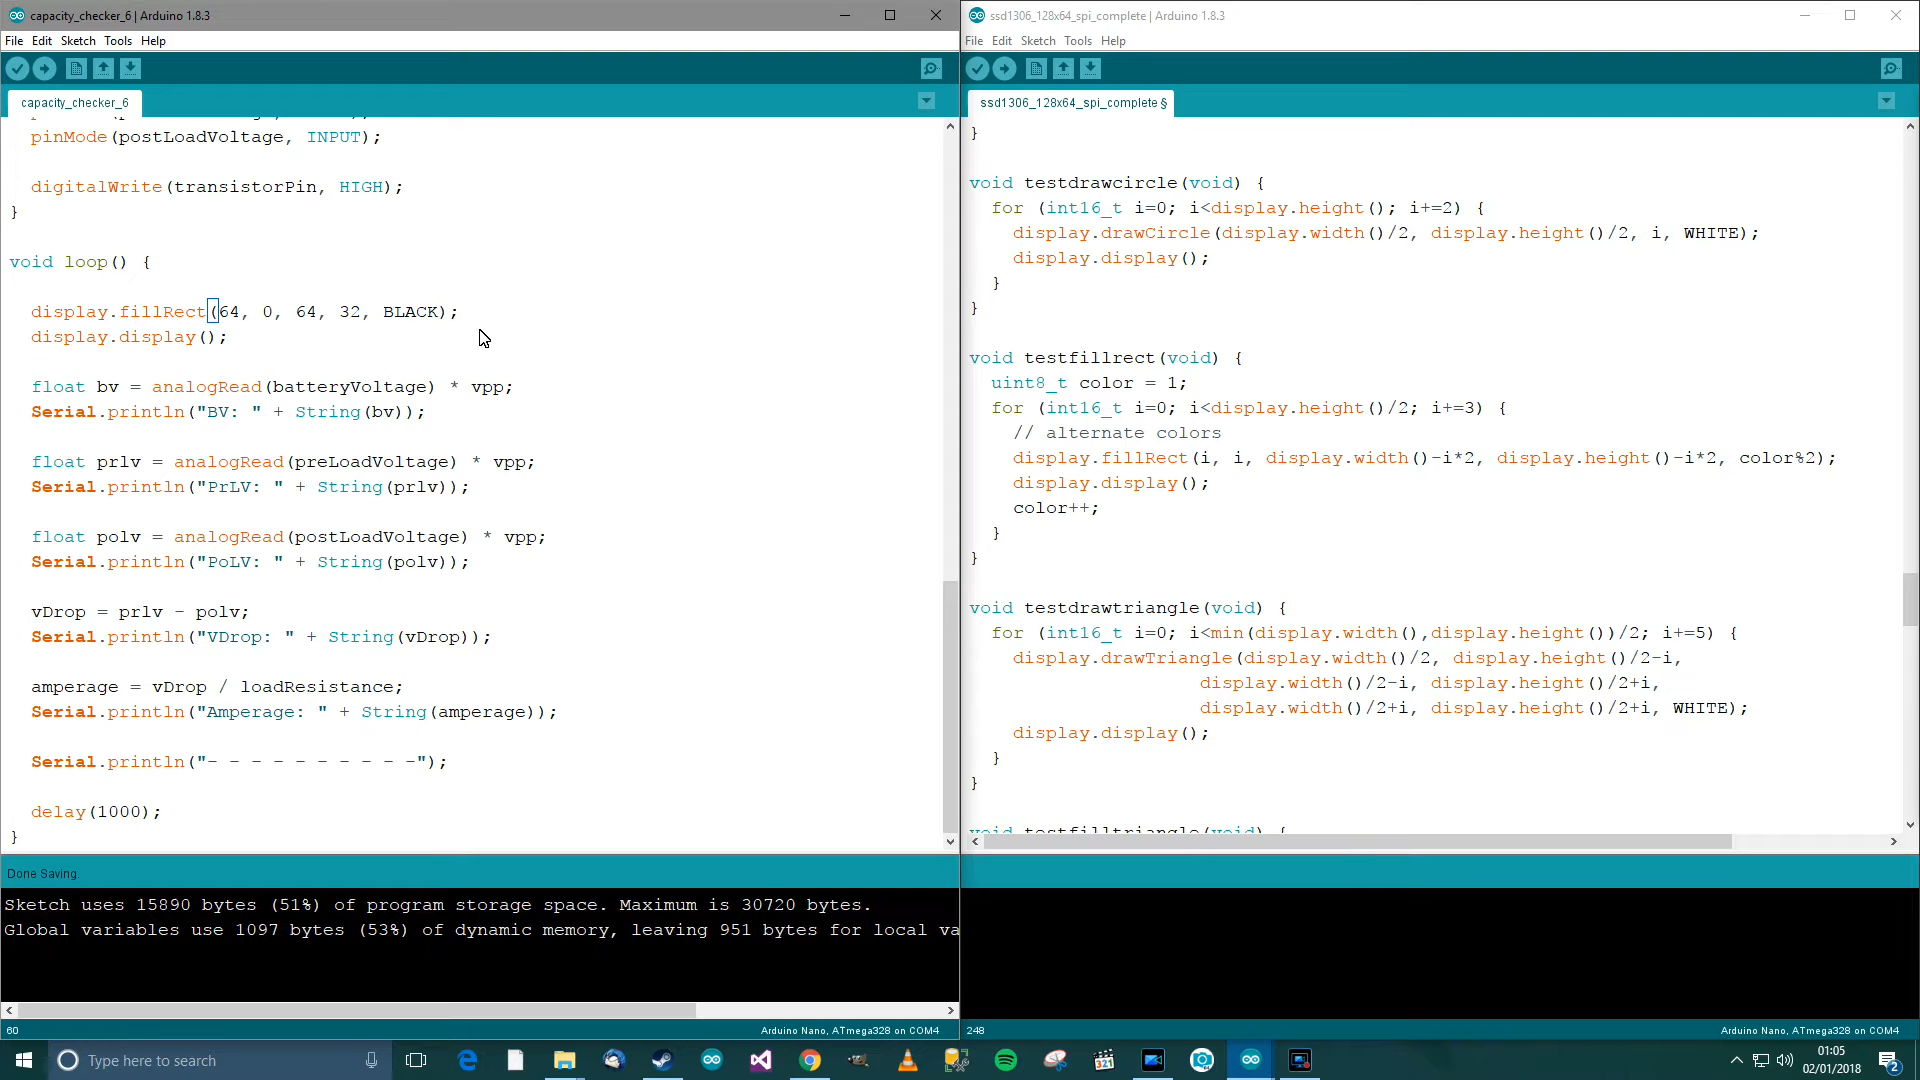 capacity_checker_6 | Arduino 1.8.3
File Edit Sketch Tools Help
capacity_checker_6
pinMode(postLoadVoltage, INPUT);
digitalWrite(transistorPin, HIGH);
}
void loop() {
display.fillRect(64, 0, 64, 32, BLACK);
display.display();
float bv = analogRead(batteryVoltage) * vpp;
Serial.println("BV: " + String(bv));
float prlv = analogRead(preLoadVoltage) * vpp;
Serial.println("PrLV: " + String(prlv));
float polv = analogRead(postLoadVoltage) * vpp;
Serial.println("PoLV: " + String(polv));
vDrop = prlv - polv;
Serial.println("VDrop: " + String(vDrop));
amperage = vDrop / loadResistance;
Serial.println("Amperage: " + String(amperage));
Serial.println("- - - - - - - - - -");
delay(1000);
}
Done Saving.
Sketch uses 15890 bytes (51%) of program storage space. Maximum is 30720 bytes.
Global variables use 1097 bytes (53%) of dynamic memory, leaving 951 bytes for local va
60
Arduino Nano, ATmega328 on COM4
ssd1306_128x64_spi_complete | Arduino 1.8.3
File Edit Sketch Tools Help
ssd1306_128x64_spi_complete §
}
void testdrawcircle(void) {
for (int16_t i=0; i<display.height(); i+=2) {
display.drawCircle(display.width()/2, display.height()/2, i, WHITE);
display.display();
}
}
void testfillrect(void) {
uint8_t color = 1;
for (int16_t i=0; i<display.height()/2; i+=3) {
// alternate colors
display.fillRect(i, i, display.width()-i*2, display.height()-i*2, color%2);
display.display();
color++;
}
}
void testdrawtriangle(void) {
for (int16_t i=0; i<min(display.width(),display.height())/2; i+=5) {
display.drawTriangle(display.width()/2, display.height()/2-i,
display.width()/2-i, display.height()/2+i,
display.width()/2+i, display.height()/2+i, WHITE);
display.display();
}
}
void testfilltriangle(void) {
248
Arduino Nano, ATmega328 on COM4
Type here to search
321
01:05
02/01/2018
2